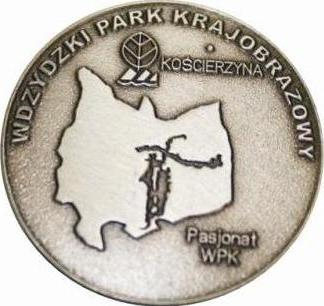 WDZYDZKI PARK KRAJOBRAZOWY
KOŚCIERZYNA
Pasjonat
WPK